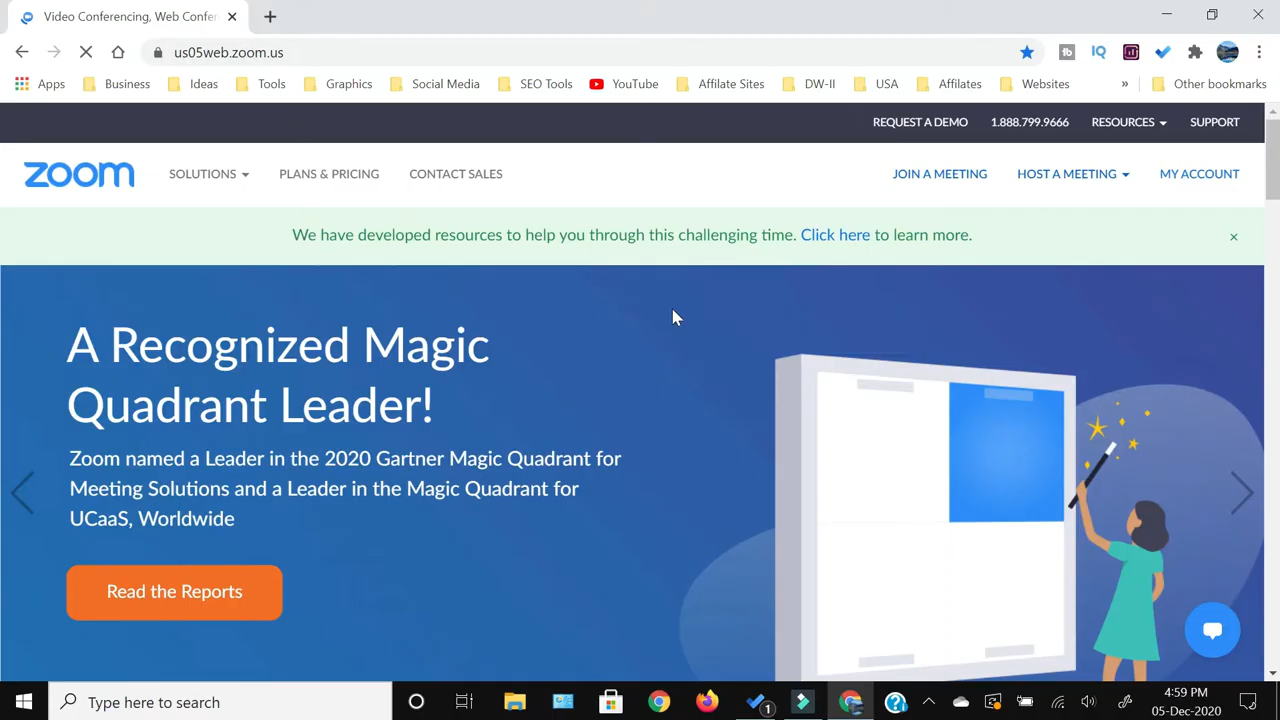 Video Conferencing, Web Confer
us05web.zoom.us
Apps Business Ideas Tools Graphics Social Media SEO Tools YouTube Affilate Sites DW-II USA Affilates Websites » Other bookmarks
REQUEST A DEMO 1.888.799.9666 RESOURCES SUPPORT
zoom SOLUTIONS PLANS & PRICING CONTACT SALES JOIN A MEETING HOST A MEETING MY ACCOUNT
We have developed resources to help you through this challenging time. Click here to learn more.
A Recognized Magic
Quadrant Leader!
Zoom named a Leader in the 2020 Gartner Magic Quadrant for
Meeting Solutions and a Leader in the Magic Quadrant for
UCaaS, Worldwide
Read the Reports
Type here to search
1
4:59 PM
05-Dec-2020